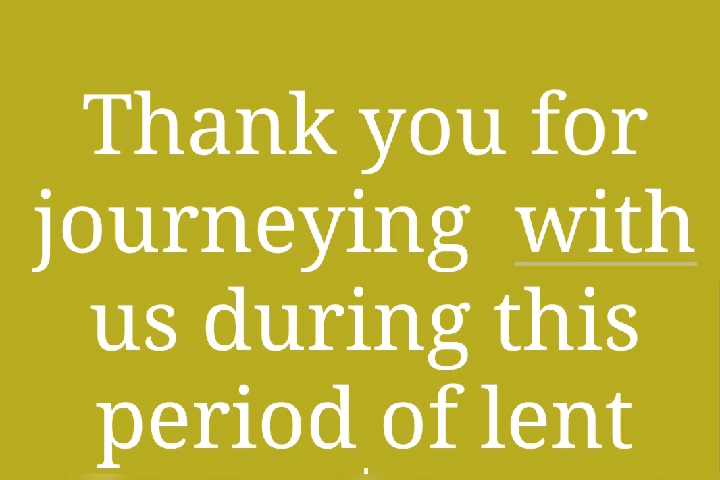 Thank you for
journeying  with
us during this
period of lent